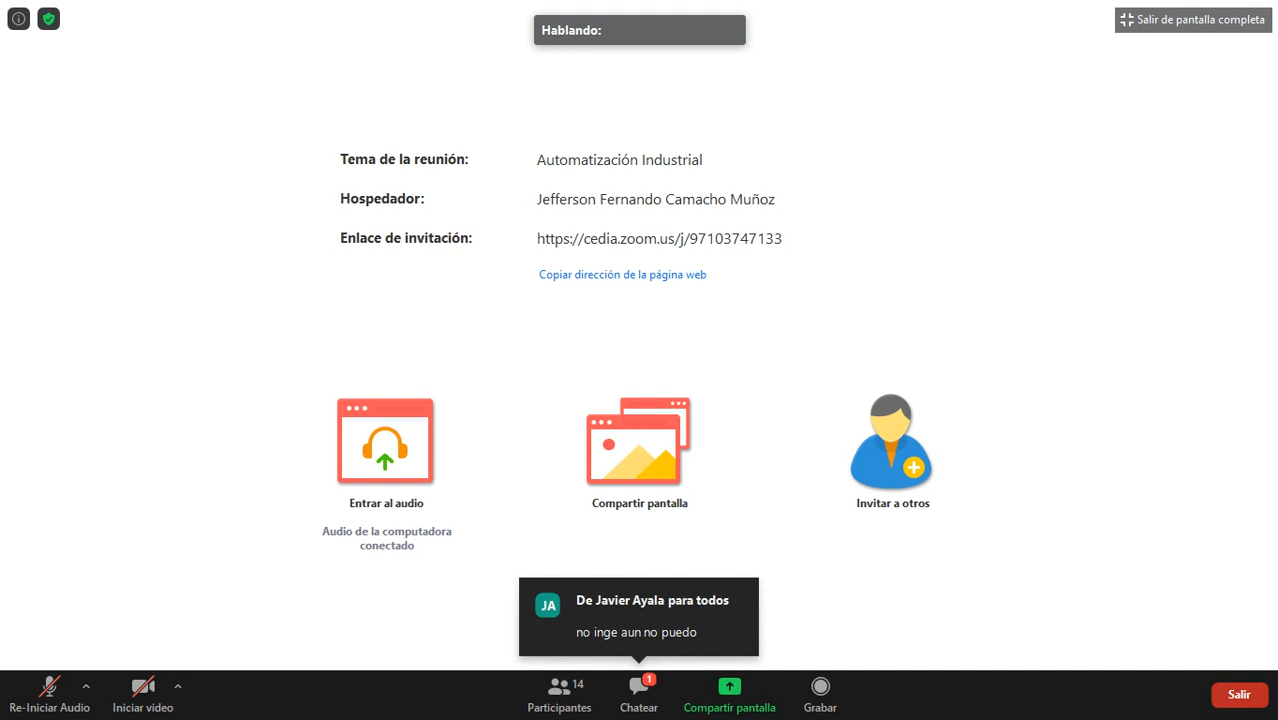 Hablando:
Salir de pantalla completa
Tema de la reunión: Automatización Industrial
Hospedador: Jefferson Fernando Camacho Muñoz
Enlace de invitación: https://cedia.zoom.us/j/97103747133
Copiar dirección de la página web
Entrar al audio
Audio de la computadora
conectado
Compartir pantalla
Invitar a otros
JA
De Javier Ayala para todos
no inge aun no puedo
Re-Iniciar Audio
Iniciar video
14
Participantes
1
Chatear
Compartir pantalla
Grabar
Salir